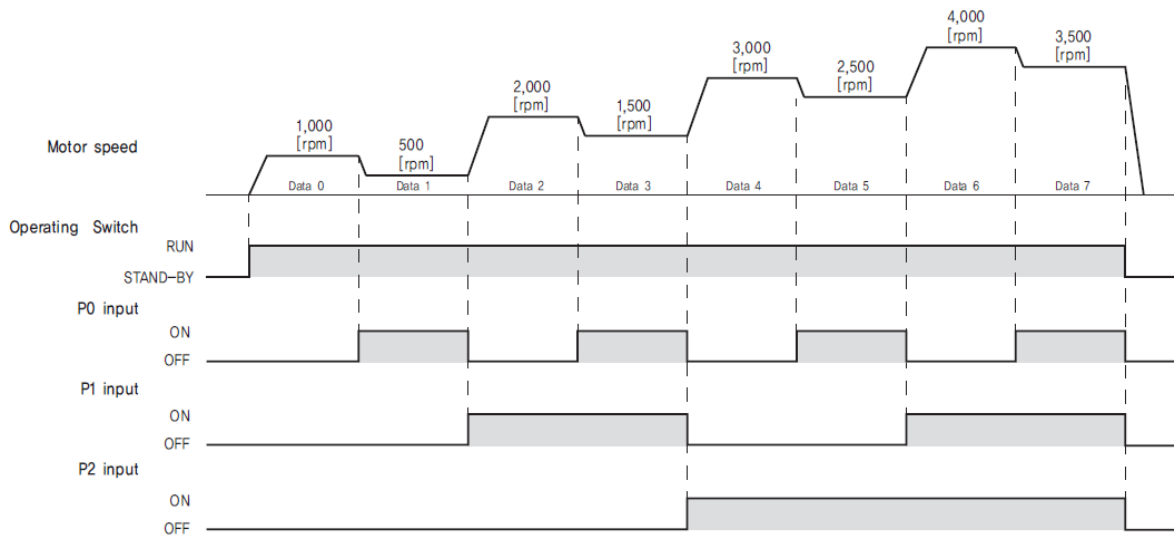 4,000
[rpm]
3,500
[rpm]
3,000
[rpm]
2,500
[rpm]
2,000
[rpm]
1,500
[rpm]
1,000
[rpm]
500
[rpm]
Motor speed
Data 0 Data 1 Data 2 Data 3 Data 4 Data 5 Data 6 Data 7
Operating Switch
RUN
STAND-BY
P0 input
ON
OFF
P1 input
ON
OFF
P2 input
ON
OFF